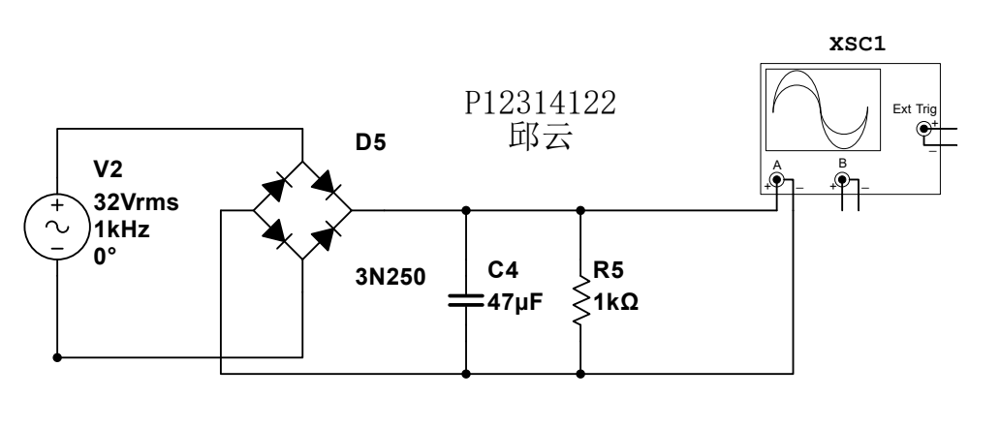 XSC1
P12314122
邱云
Ext Trig
+
−
A
B
+
−
+
−
D5
V2
32Vrms
1kHz
0°
+
−
3N250
C4
47µF
R5
1kΩ